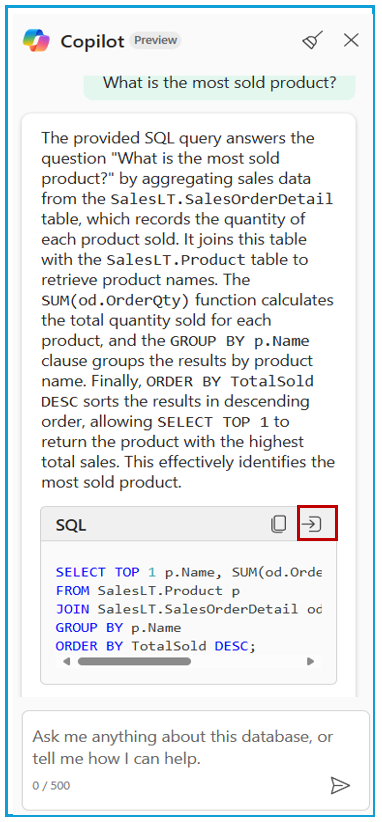 Copilot Preview
What is the most sold product?
The provided SQL query answers the
question "What is the most sold
product?" by aggregating sales data
from the SalesLT.SalesOrderDetail
table, which records the quantity of
each product sold. It joins this table
with the SalesLT.Product table to
retrieve product names. The
SUM(od.OrderQty) function calculates
the total quantity sold for each
product, and the GROUP BY p.Name
clause groups the results by product
name. Finally, ORDER BY TotalSold
DESC sorts the results in descending
order, allowing SELECT TOP 1 to
return the product with the highest
total sales. This effectively identifies the
most sold product.
SQL
SELECT TOP 1 p.Name, SUM(od.Orde
FROM SalesLT.Product p
JOIN SalesLT.SalesOrderDetail od
GROUP BY p.Name
ORDER BY TotalSold DESC;
Ask me anything about this database, or
tell me how I can help.
0 / 500